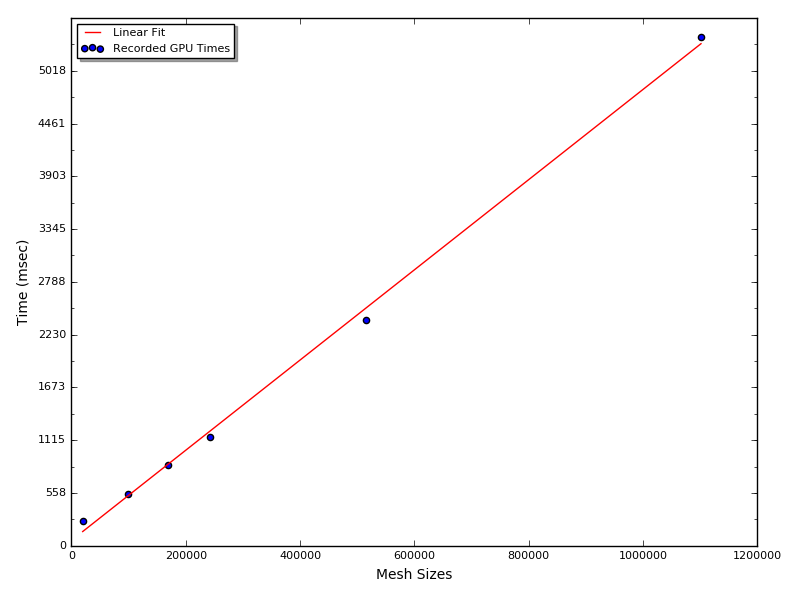 Linear Fit
Recorded GPU Times
5018
4461
3903
3345
2788
2230
1673
1115
558
0
Time (msec)
0 200000 400000 600000 800000 1000000 1200000
Mesh Sizes